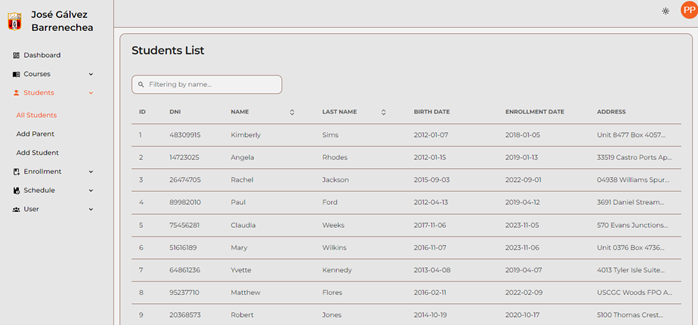 José Gálvez
Barrenechea
PP
Dashboard
Courses
Students
All Students
Add Parent
Add Student
Enrollment
Schedule
User
Students List
Filtering by name...
ID DNI NAME LAST NAME BIRTH DATE ENROLLMENT DATE ADDRESS
1 48309915 Kimberly Sims 2012-01-07 2018-01-05 Unit 8477 Box 4057...
2 14723025 Angela Rhodes 2012-01-15 2019-01-13 33519 Castro Ports Ap...
3 26474705 Rachel Jackson 2015-09-03 2022-09-01 04938 Williams Spur...
4 89982010 Paul Ford 2012-04-13 2019-04-12 3691 Daniel Stream...
5 75456281 Claudia Weeks 2017-11-06 2023-11-05 570 Evans Junctions...
6 51616189 Mary Wilkins 2016-11-07 2023-11-06 Unit 0376 Box 4736...
7 64861236 Yvette Kennedy 2013-04-08 2019-04-07 4013 Tyler Isle Suite...
8 95237710 Matthew Flores 2016-02-11 2022-02-09 USCGC Woods FPO A...
9 20368573 Robert Jones 2014-10-19 2020-10-17 5100 Thomas Crest...